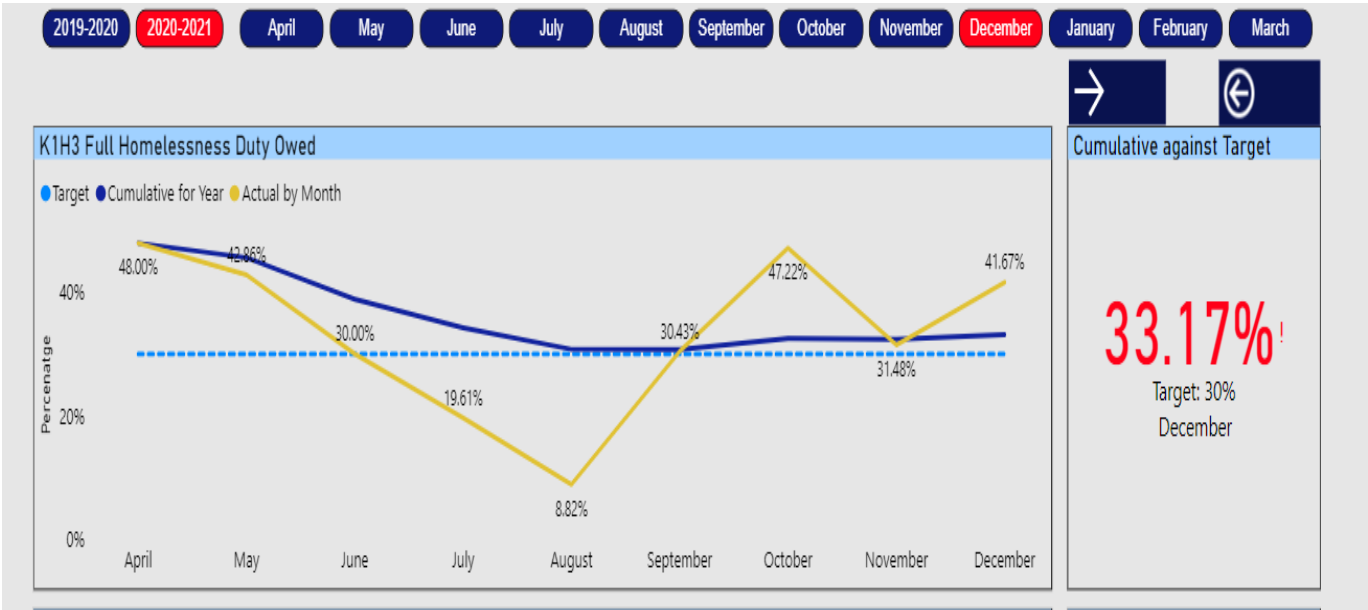 2019-2020 2020-2021 April May June July August September October November December January February March
K1H3 Full Homelessness Duty Owed
Target Cumulative for Year Actual by Month
48.00%
42.86%
30.00%
19.61%
8.82%
30.43%
47.22%
31.48%
41.67%
Percenatge
40%
20%
0%
April May June July August September October November December
Cumulative against Target
33.17% !
Target: 30%
December